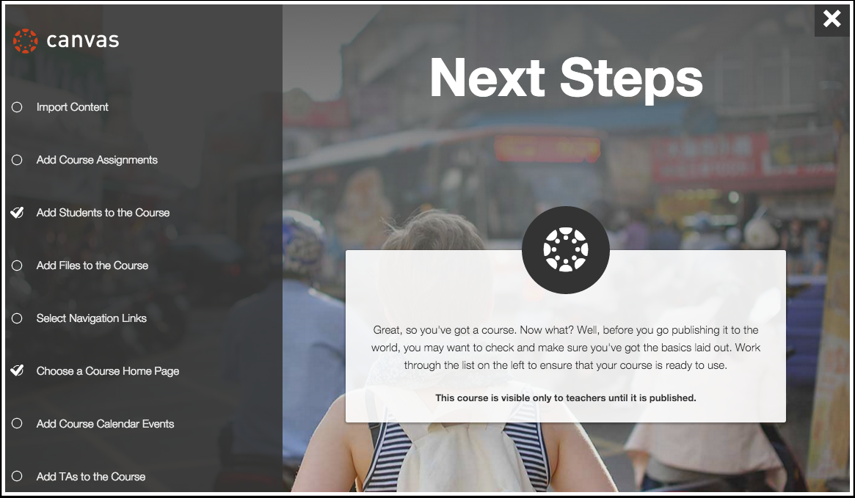 canvas
Import Content
Add Course Assignments
Add Students to the Course
Add Files to the Course
Select Navigation Links
Choose a Course Home Page
Add Course Calendar Events
Add TAs to the Course
Next Steps
Great, so you've got a course. Now what? Well, before you go publishing it to the
world, you may want to check and make sure you've got the basics laid out. Work
through the list on the left to ensure that your course is ready to use.
This course is visible only to teachers until it is published.